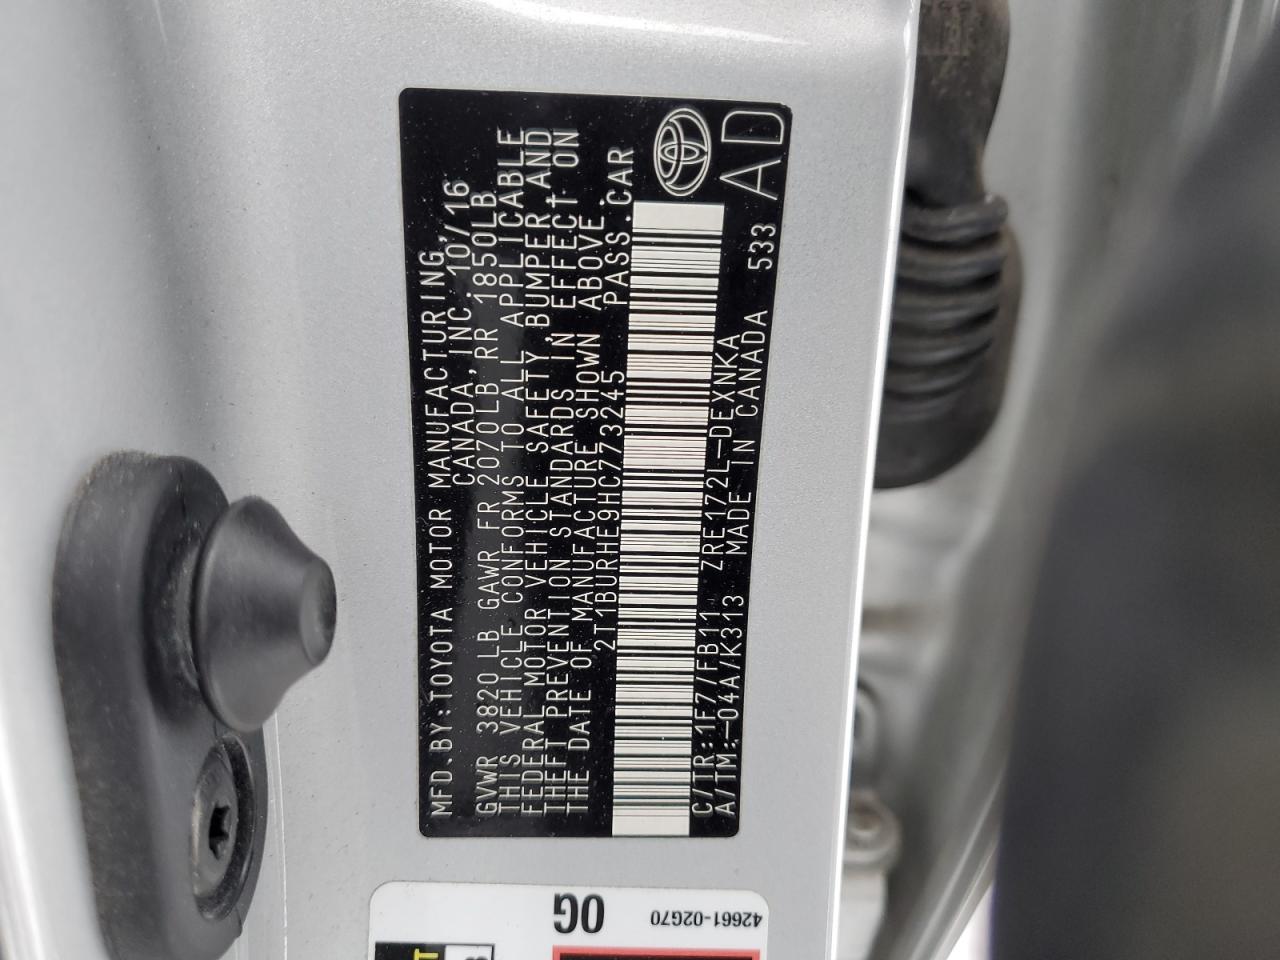 MFD.BY:TOYOTA MOTOR MANUFACTURING
CANADA,INC. 10/16
GVWR 3820LB GAWR FR 2070LB,RR 1850LB
THIS VEHICLE CONFORMS TO ALL APPLICABLE
FEDERAL MOTOR VEHICLE SAFETY, BUMPER,AND
THEFT PREVENTION STANDARDS IN EFFECT ON
THE DATE OF MANUFACTURE SHOWN ABOVE.
2T1BURHE9HC773245 PASS.CAR
C/TR:1F7/FB11 ZRE172L-DEXNKA
A/TM:-04A/K313 MADE IN CANADA 533
AD
0G
42661-02G70